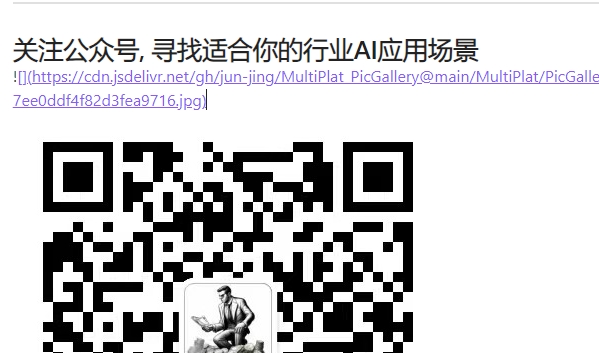 关注公众号, 寻找适合你的行业AI应用场景
![](https://cdn.jsdelivr.net/gh/jun-jing/MultiPlat_PicGallery@main/MultiPlat/PicGalle
7ee0ddf4f82d3fea9716.jpg)